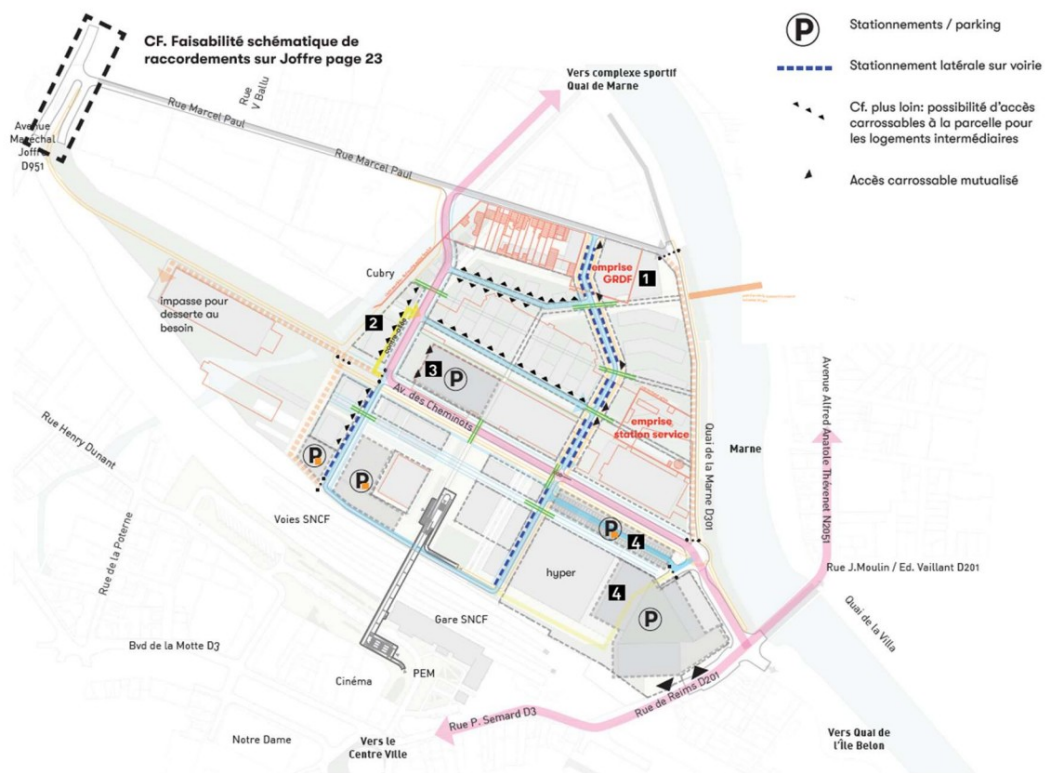 CF. Faisabilité schématique de
raccordements sur Joffre page 23
P
Stationnements / parking
Stationnement latérale sur voirie
Cf. plus loin: possibilité d'accès
carrossables à la parcelle pour
les logements intermédiaires
Accès carrossable mutualisé
Vers complexe sportif
Quai de Marne
Rue
V Ballu
Rue Marcel Paul
Avenue
Maréchal
Joffre
D951
Rue Marcel Paul
Cubry
emprise
GRDF
1
impasse pour
desserte au
besoin
2
3
P
Av. des Cheminots
emprise
station service
Quai de la Marne D301
Marne
Avenue Alfred Anatole Thévenet N2051
Rue Henry Dunant
P
P
Voies SNCF
P
4
Rue de la Poterne
hyper
4
P
Rue J.Moulin / Ed. Vaillant D201
Quai de la Villa
Gare SNCF
Bvd de la Motte D3
PEM
Cinéma
Rue de Reims D201
Rue P. Semard D3
Notre Dame
Vers le
Centre Ville
Vers Quai de
l'Île Belon